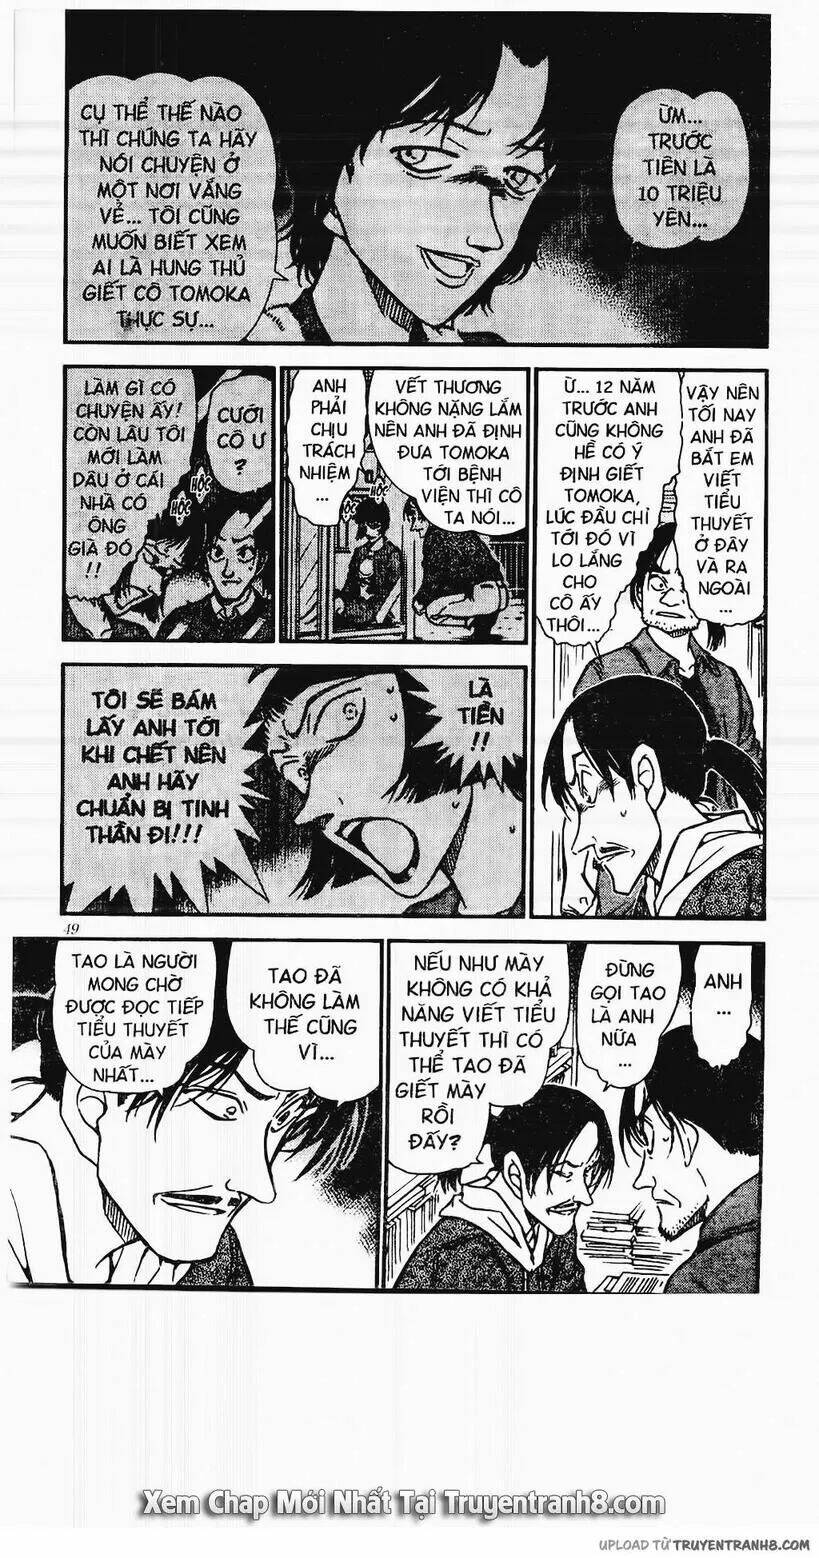 ỪM...
TRƯỚC
TIÊN LÀ
10 TRIỆU
YÊN...
CỤ THỂ THẾ NÀO
THÌ CHÚNG TA HÃY
NÓI CHUYỆN Ở
MỘT NƠI VẮNG
VẺ... TÔI CŨNG
MUỐN BIẾT XEM
AI LÀ HUNG THỦ
GIẾT CÔ TOMOKA
THỰC SỰ...
VẬY NÊN
TỐI NAY
ANH ĐÃ
BẮT EM
VIẾT
TIỂU
THUYẾT
Ở ĐÂY
VÀ RA
NGOÀI
...
Ừ... 12 NĂM
TRƯỚC ANH
CŨNG KHÔNG
HỀ CÓ Ý
ĐỊNH GIẾT
TOMOKA,
LÚC ĐẦU CHỈ
TỚI ĐÓ VÌ
LO LẮNG
CHO
CÔ ẤY
THÔI...
VẾT THƯƠNG
KHÔNG NẶNG LẮM
NÊN ANH ĐÃ ĐỊNH
ĐƯA TOMOKA
TỚI BỆNH
VIỆN THÌ CÔ
TA NÓI...
ANH
PHẢI
CHỊU
TRÁCH
NHIỆM
...
HỘC
HỘC
CƯỚI
CÔ Ư
?
LÀM GÌ CÓ
CHUYỆN ẤY!
CÒN LÂU TÔI
MỚI LÀM
DÂU Ở CÁI
NHÀ CÓ
ÔNG
GIÀ ĐÓ
!!
HỘC
HỘC
LÀ
TIỀN
!!
TÔI SẼ BÁM
LẤY ANH TỚI
KHI CHẾT NÊN
ANH HÃY
CHUẨN BỊ TINH
THẦN ĐI!!!
49
ANH
...
ĐỪNG
GỌI TAO
LÀ ANH
NỮA
...
NẾU NHƯ MÀY
KHÔNG CÓ KHẢ
NĂNG VIẾT TIỂU
THUYẾT THÌ CÓ
THỂ TAO ĐÃ
GIẾT MÀY
RỒI
ĐẤY?
TAO ĐÃ
KHÔNG LÀM
THẾ CŨNG
VÌ...
TAO LÀ NGƯỜI
MONG CHỜ
ĐƯỢC ĐỌC TIẾP
TIỂU THUYẾT
CỦA MÀY
NHẤT...
Xem Chap Mới Nhất Tại Truyentranh8.com
UPLOAD TỪ TRUYENTRANH8.COM